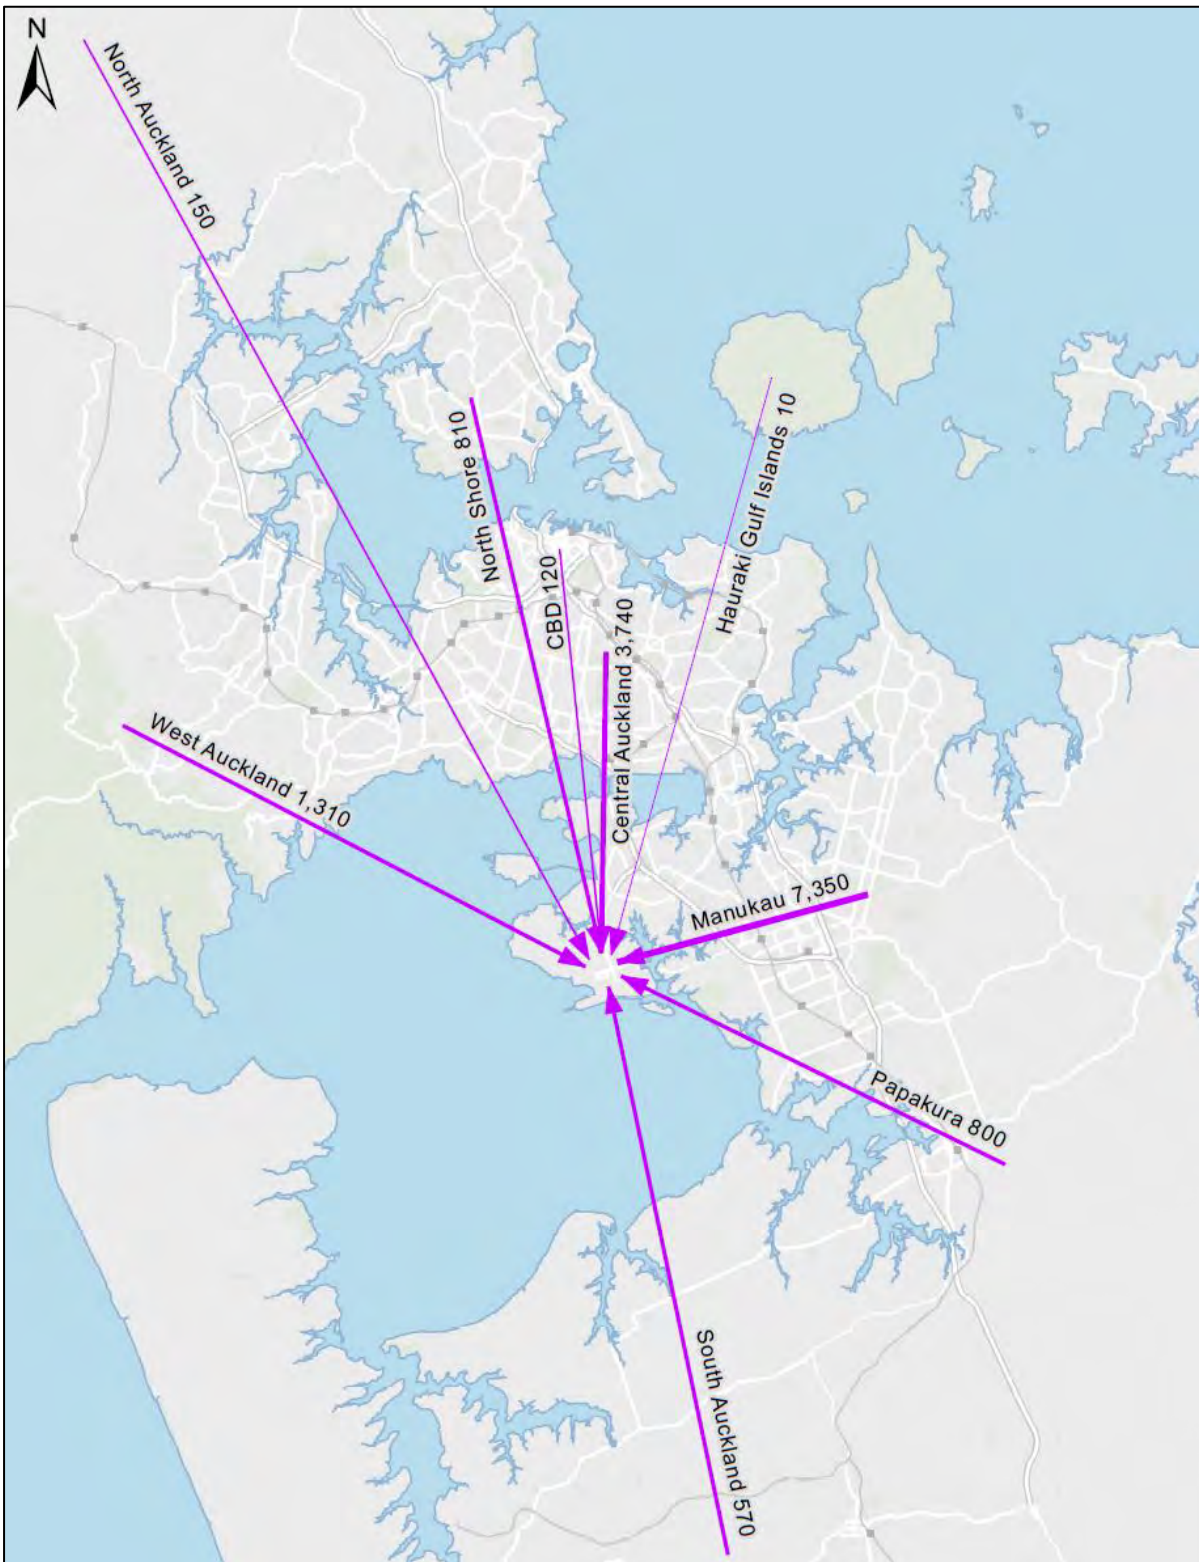 N
North Auckland 150
North Shore 810
Hauraki Gulf Islands 10
CBD 120
Central Auckland 3,740
West Auckland 1,310
Manukau 7,350
Papakura 800
South Auckland 570